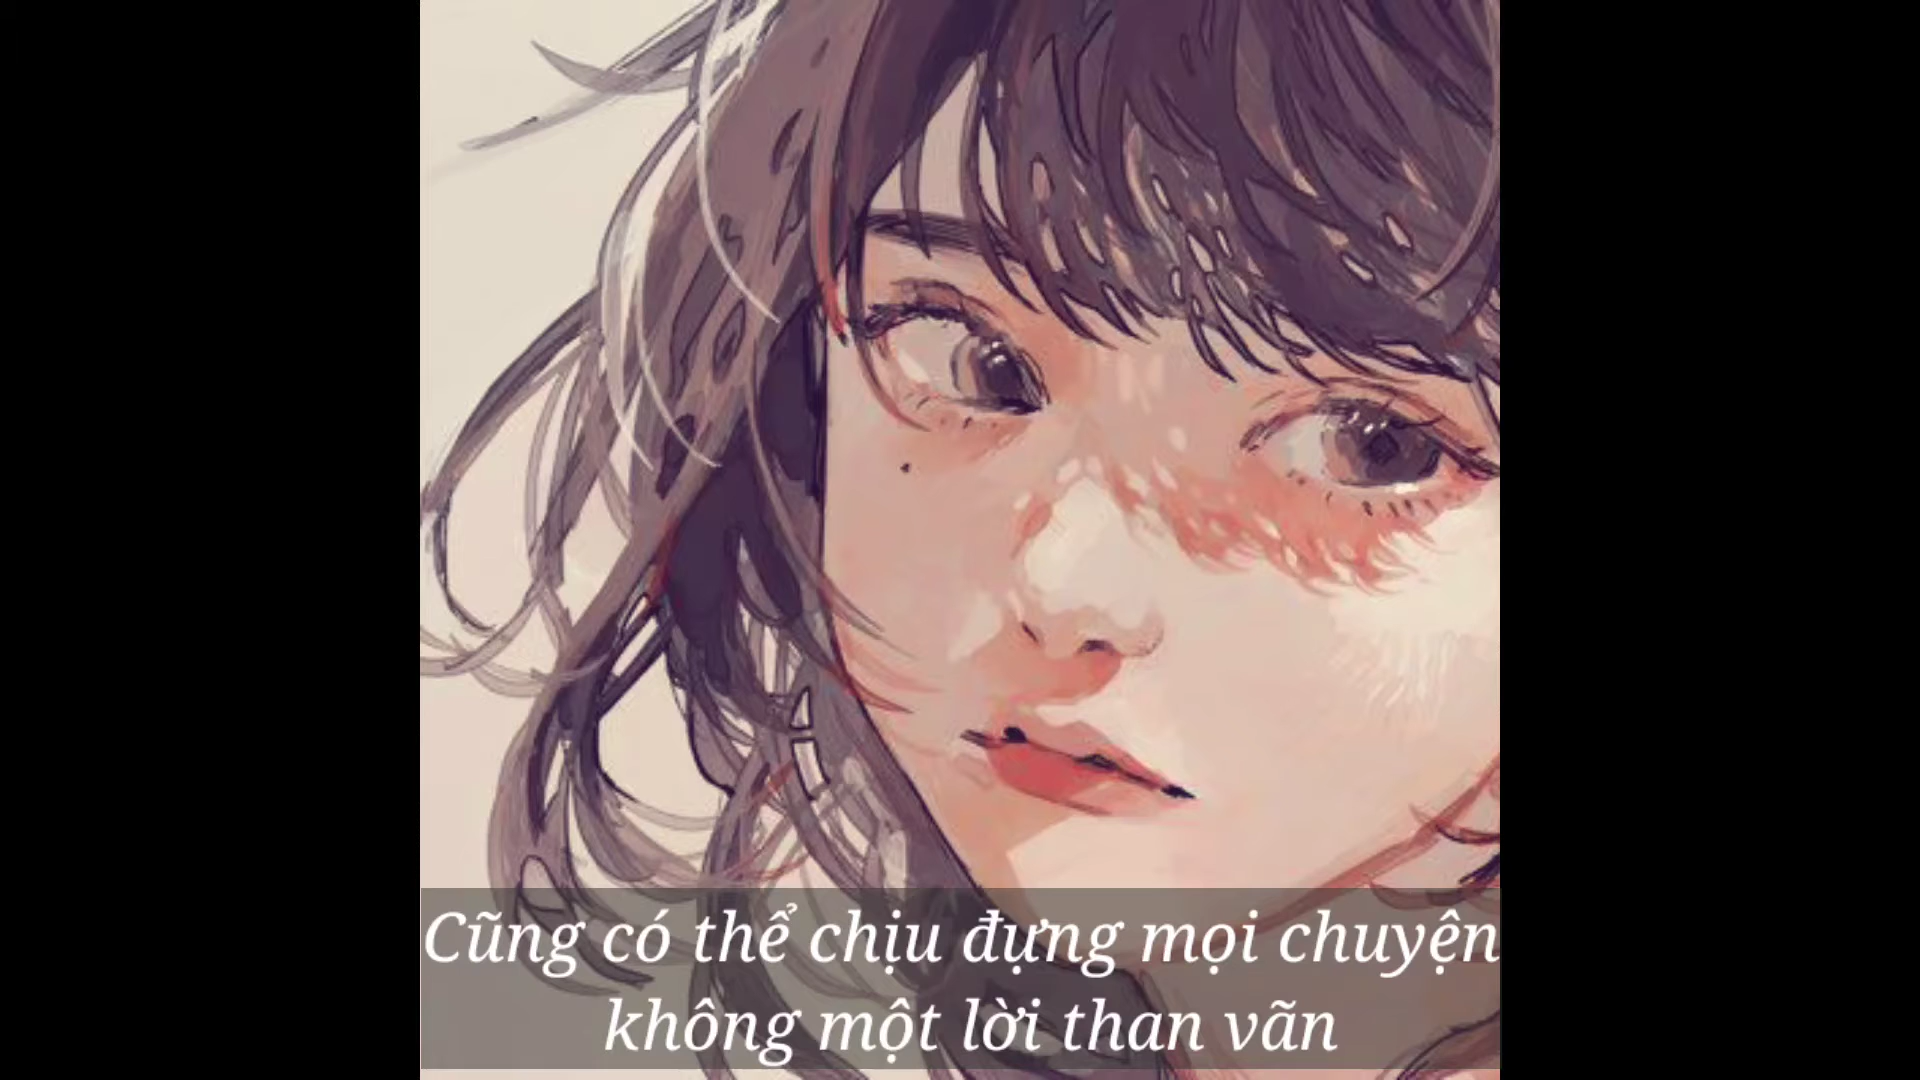 Cũng có thể chịu đựng mọi chuyện
không một lời than vãn